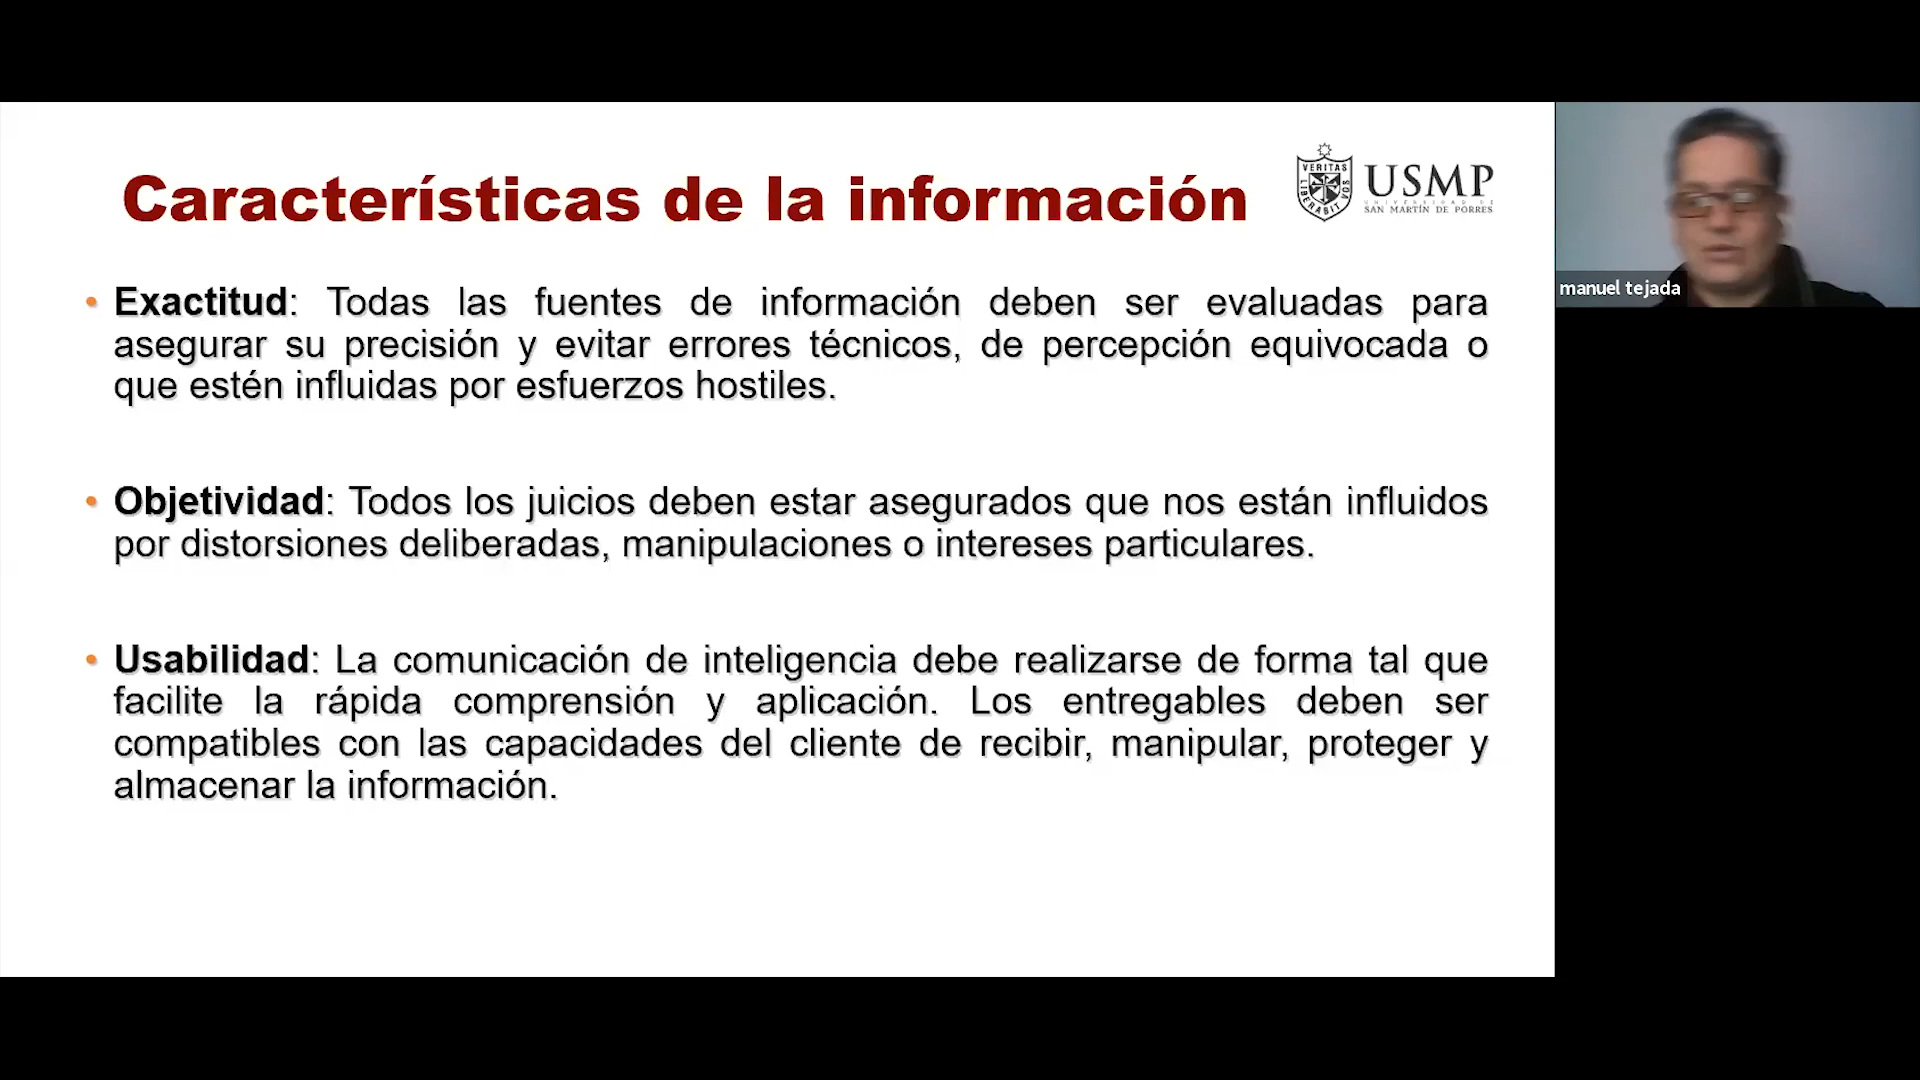 Características de la información
VERITAS
LIBERABIT VOS
USMP
UNIVERSIDAD DE
SAN MARTÍN DE PORRES
• Exactitud: Todas las fuentes de información deben ser evaluadas para
asegurar su precisión y evitar errores técnicos, de percepción equivocada o
que estén influidas por esfuerzos hostiles.
• Objetividad: Todos los juicios deben estar asegurados que nos están influidos
por distorsiones deliberadas, manipulaciones o intereses particulares.
• Usabilidad: La comunicación de inteligencia debe realizarse de forma tal que
facilite la rápida comprensión y aplicación. Los entregables deben ser
compatibles con las capacidades del cliente de recibir, manipular, proteger y
almacenar la información.
manuel tejada